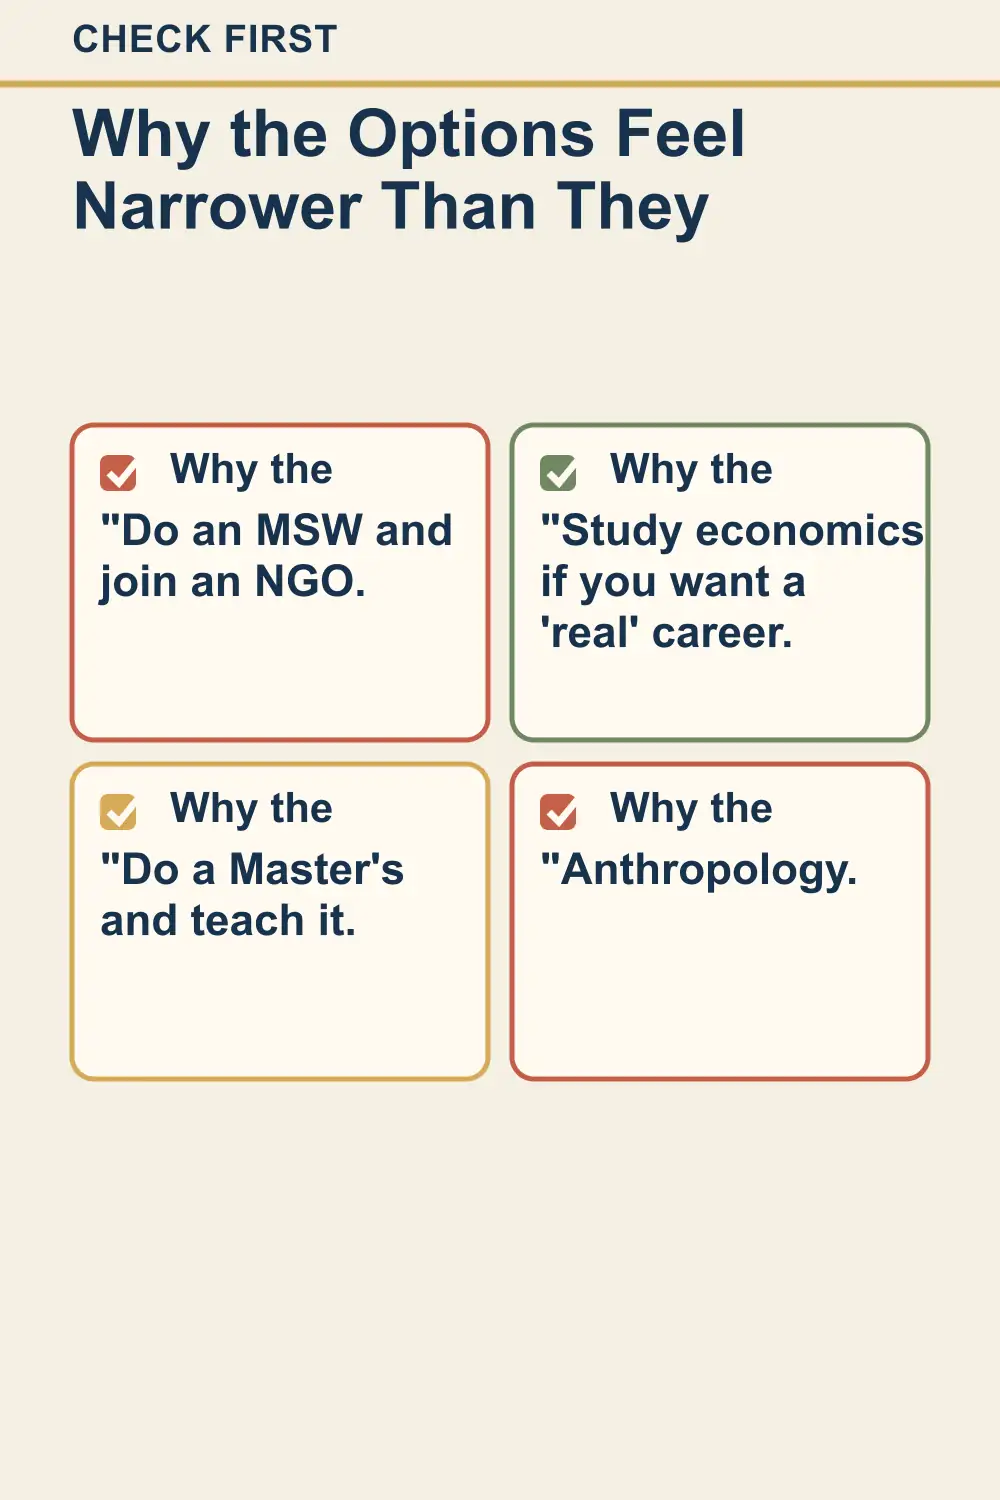 CHECK FIRST
Why the Options Feel
Narrower Than They
Why the
"Do an MSW and
join an NGO.
Why the
"Study economics
if you want a
'real' career.
Why the
"Do a Master's
and teach it.
Why the
"Anthropology.